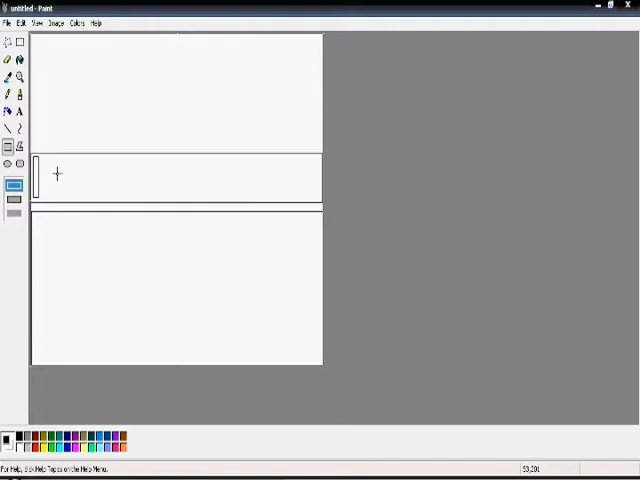 untitled - Paint
File Edit View Image Colors Help
A
For Help, click Help Topics on the Help Menu.
53,201